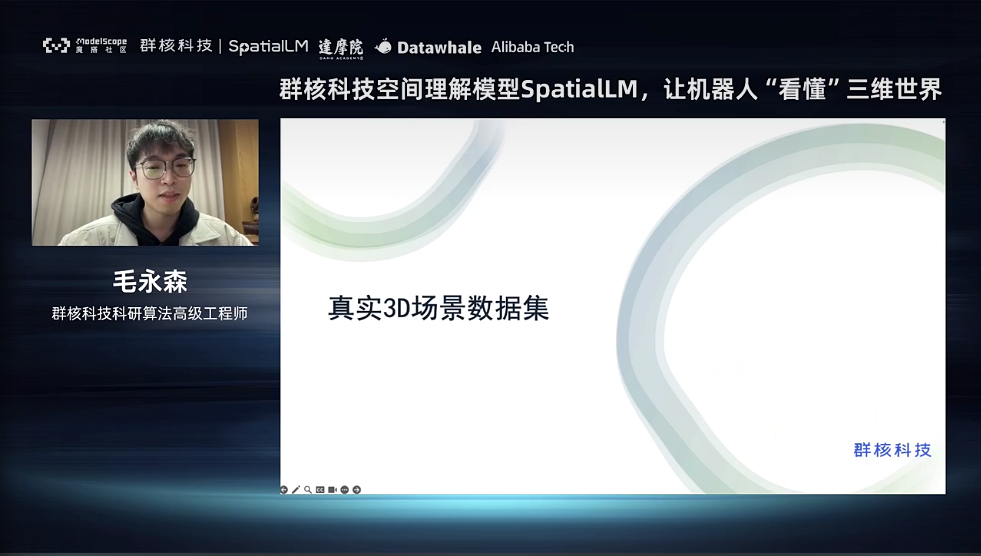 ModelScope 魔搭社区 群核科技 | SpatialLM 達摩院 DAMO ACADEMY Datawhale Alibaba Tech
群核科技空间理解模型SpatialLM，让机器人“看懂”三维世界
毛永森
群核科技科研算法高级工程师
真实3D场景数据集
群核科技